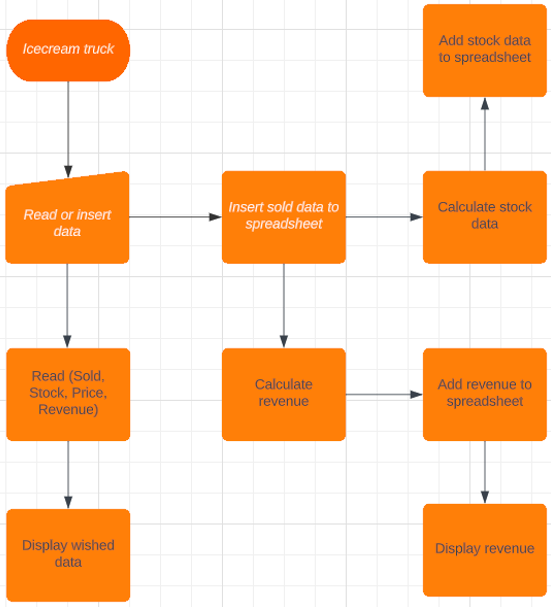 Icecream truck
Add stock data
to spreadsheet
Read or insert
data
Insert sold data to
spreadsheet
Calculate stock
data
Read (Sold,
Stock, Price,
Revenue)
Calculate
revenue
Add revenue to
spreadsheet
Display wished
data
Display revenue